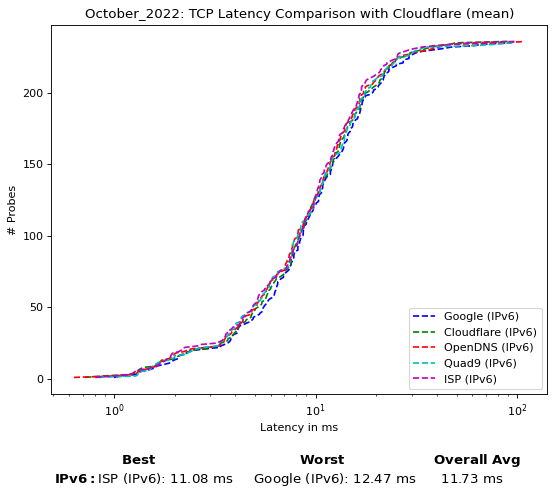 October_2022: TCP Latency Comparison with Cloudflare (mean)
# Probes
200
150
100
50
0
10⁰
10¹
10²
Latency in ms
Google (IPv6)
Cloudflare (IPv6)
OpenDNS (IPv6)
Quad9 (IPv6)
ISP (IPv6)
Best Worst Overall Avg
IPv6: ISP (IPv6): 11.08 ms Google (IPv6): 12.47 ms 11.73 ms